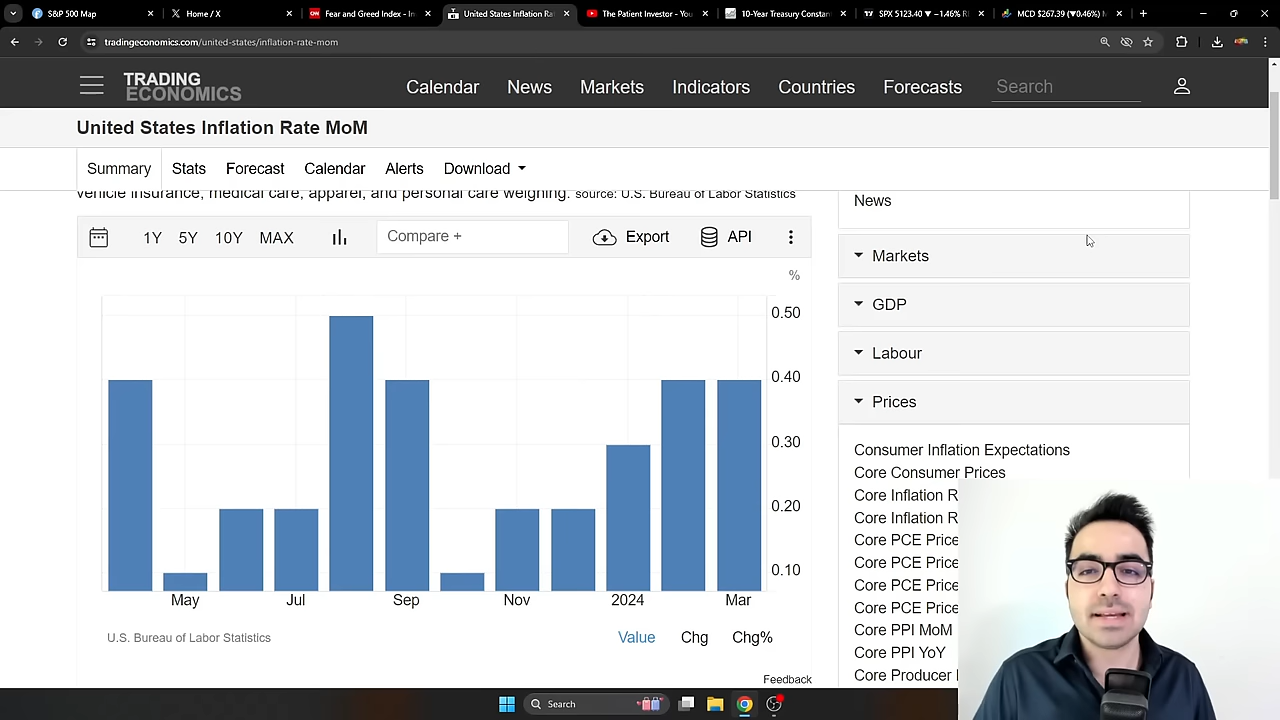 S&P 500 Map
Home / X
Fear and Greed Index - In
United States Inflation Ra
The Patient Investor - You
10-Year Treasury Constan
SPX 5123.40 ▼ −1.46% R
MCD $267.39 (▼0.46%) M
tradingeconomics.com/united-states/inflation-rate-mom
TRADING
ECONOMICS
Calendar News Markets Indicators Countries Forecasts Search
United States Inflation Rate MoM
Summary Stats Forecast Calendar Alerts Download
vehicle insurance, medical care, apparel, and personal care weighing. source: U.S. Bureau of Labor Statistics
1Y 5Y 10Y MAX Compare + Export API
%
0.50
0.40
0.30
0.20
0.10
May Jul Sep Nov 2024 Mar
U.S. Bureau of Labor Statistics
Value Chg Chg%
Feedback
News
Markets
GDP
Labour
Prices
Consumer Inflation Expectations
Core Consumer Prices
Core Inflation R
Core Inflation R
Core PCE Price
Core PCE Price
Core PCE Price
Core PCE Price
Core PPI MoM
Core PPI YoY
Core Producer
Search